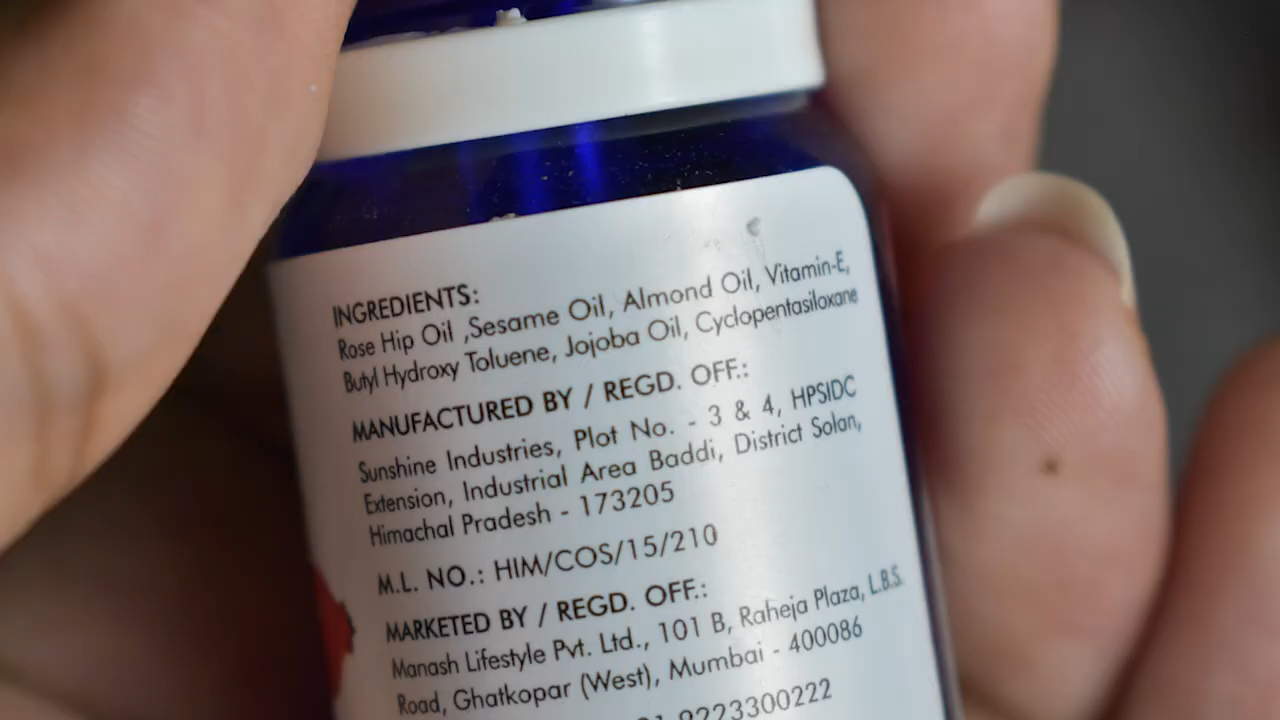 INGREDIENTS:
Rose Hip Oil ,Sesame Oil, Almond Oil, Vitamin-E,
Butyl Hydroxy Toluene, Jojoba Oil, Cyclopentasiloxane
MANUFACTURED BY / REGD. OFF.:
Sunshine Industries, Plot No. - 3 & 4, HPSIDC
Extension, Industrial Area Baddi, District Solan,
Himachal Pradesh - 173205
M.L. NO.: HIM/COS/15/210
MARKETED BY / REGD. OFF.:
Manash Lifestyle Pvt. Ltd., 101 B, Raheja Plaza, L.B.S.
Road, Ghatkopar (West), Mumbai - 400086
9223300222